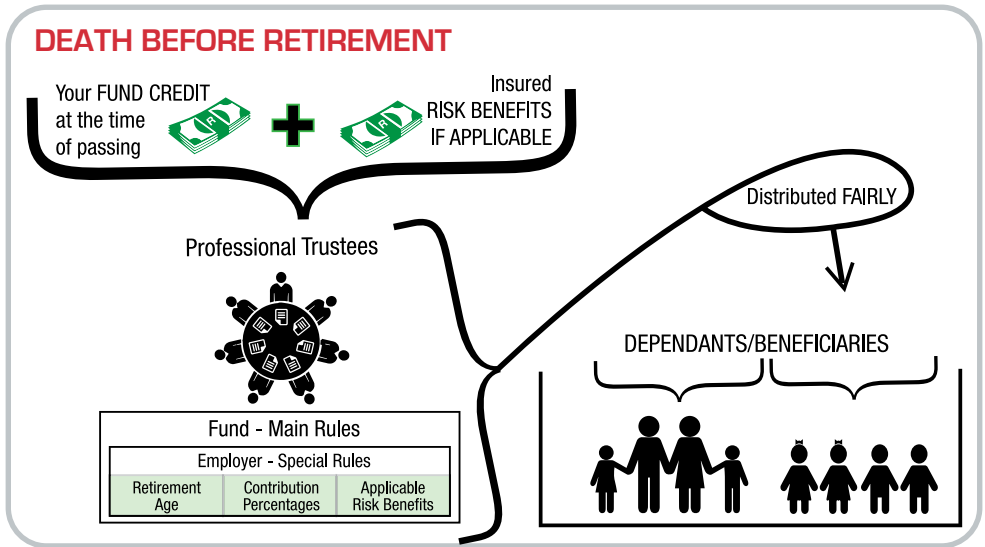 DEATH BEFORE RETIREMENT
Your FUND CREDIT
at the time
of passing
R
R
Insured
RISK BENEFITS
IF APPLICABLE
Professional Trustees
Distributed FAIRLY
Fund - Main Rules
Employer - Special Rules
Retirement
Age
Contribution
Percentages
Applicable
Risk Benefits
DEPENDANTS/BENEFICIARIES